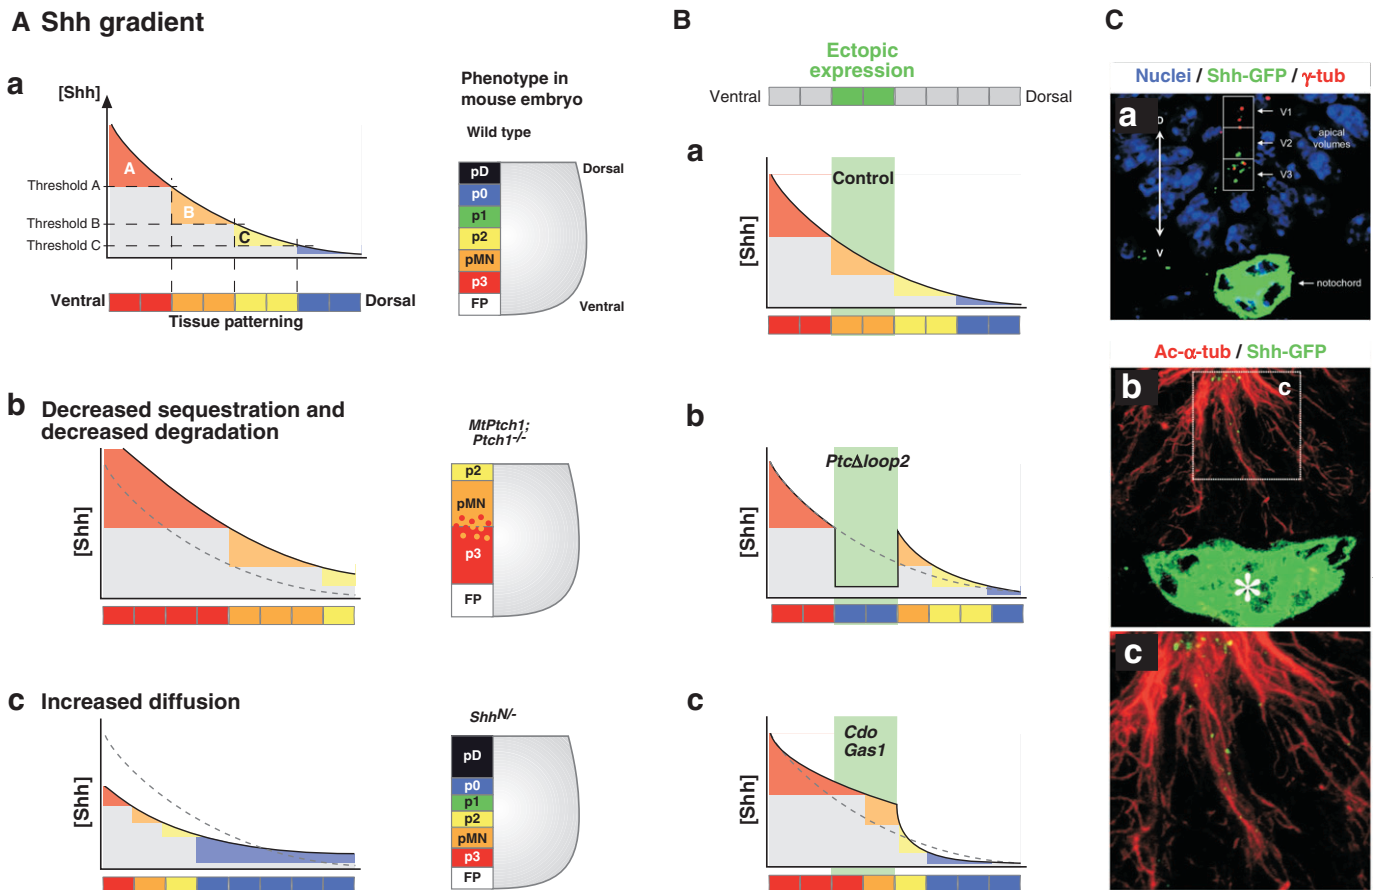 A Shh gradient
a
[Shh]
A
B
C
Threshold A
Threshold B
Threshold C
Ventral
Dorsal
Tissue patterning
Phenotype in
mouse embryo
Wild type
pD
p0
p1
p2
pMN
p3
FP
Dorsal
Ventral
b Decreased sequestration and
decreased degradation
[Shh]
MtPtch1;
Ptch1-/-
p2
pMN
p3
FP
c Increased diffusion
[Shh]
ShhN/-
pD
p0
p1
p2
pMN
p3
FP
B
Ectopic
expression
Ventral
Dorsal
a
Control
[Shh]
b
PtcΔloop2
[Shh]
c
Cdo
Gas1
[Shh]
C
Nuclei / Shh-GFP / γ-tub
a
D
V
V1
V2
V3
apical
volumes
notochord
Ac-α-tub / Shh-GFP
b
c
*
c